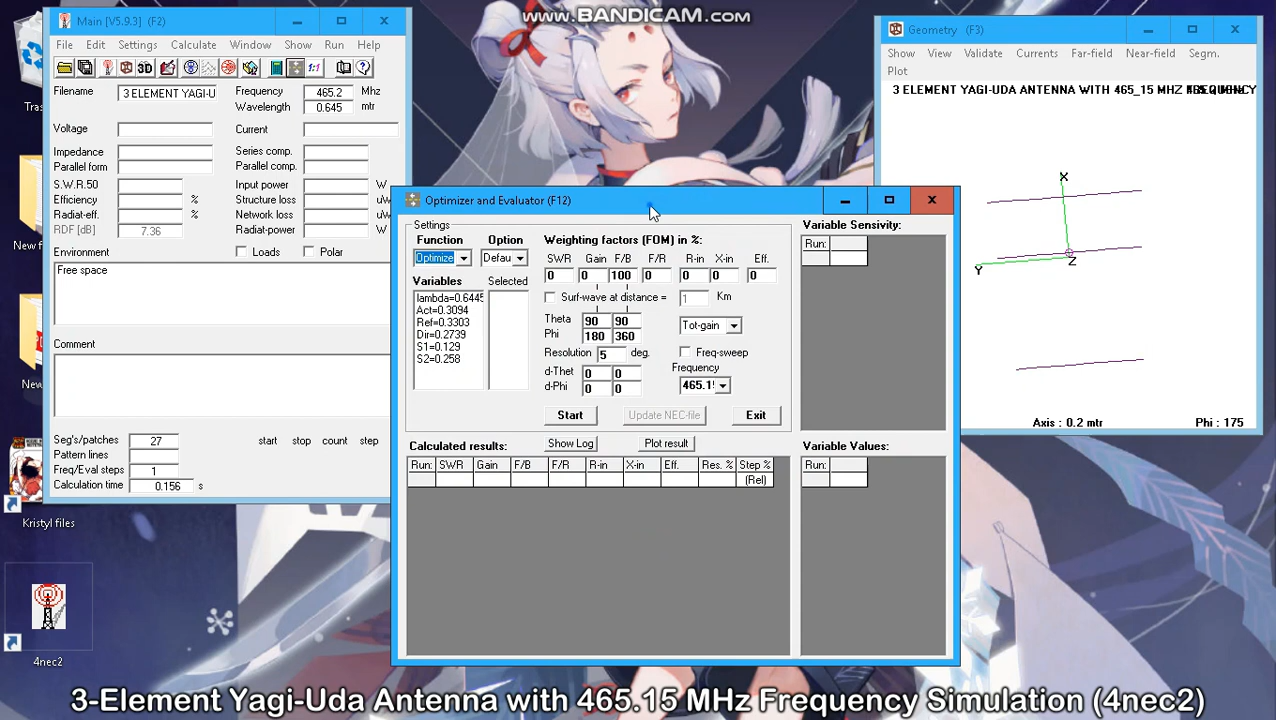 www.BANDICAM.com
Main [V5.9.3] (F2)
File Edit Settings Calculate Window Show Run Help
3D
1:1
Filename 3 ELEMENT YAGI-U Frequency 465.2 Mhz
Wavelength 0.645 mtr
Voltage Current
Impedance Series comp.
Parallel form Parallel comp.
S.W.R.50 Input power W
Efficiency % Structure loss uW
Radiat-eff. % Network loss uW
RDF [dB] 7.36 Radiat-power W
Environment Loads Polar
Free space
Comment
Seg's/patches 27 start stop count step
Pattern lines
Freq/Eval steps 1
Calculation time 0.156 s
Geometry (F3)
Show View Validate Currents Far-field Near-field Segm.
Plot
3 ELEMENT YAGI-UDA ANTENNA WITH 465_15 MHZ
X
Y
Z
Axis : 0.2 mtr Phi : 175
Optimizer and Evaluator (F12)
Settings
Function Option Weighting factors (FOM) in %:
Optimize Defau SWR Gain F/B F/R R-in X-in Eff.
0 0 100 0 0 0 0
Variables Selected
Surf-wave at distance = 1 Km
lambda=0.6445
Act=0.3094
Ref=0.3303
Dir=0.2739
S1=0.129
S2=0.258
Theta 90 90 Tot-gain
Phi 180 360
Resolution 5 deg. Freq-sweep
d-Thet 0 0 Frequency
d-Phi 0 0 465.1
Start Update NEC-file Exit
Calculated results: Show Log Plot result
Run: SWR Gain F/B F/R R-in X-in Eff. Res. % Step %
(Rel)
Variable Sensivity:
Run:
Variable Values:
Run:
Tras
New f
New
Kristyl files
4nec2
3-Element Yagi-Uda Antenna with 465.15 MHz Frequency Simulation (4nec2)